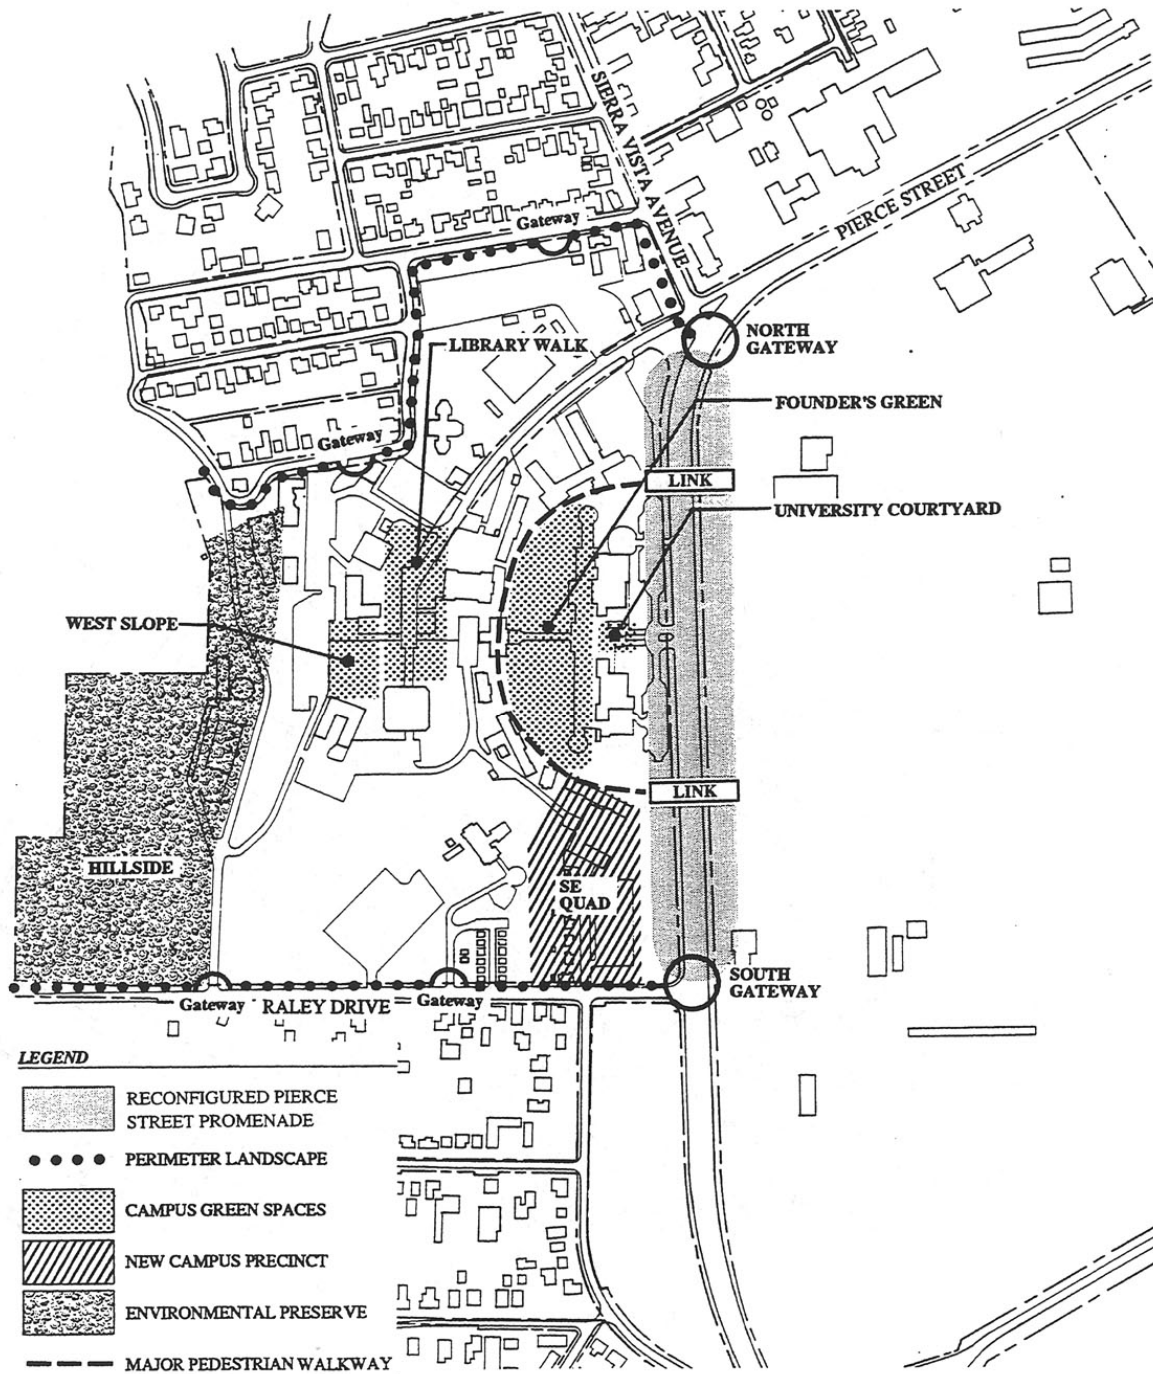 SIERRA VISTA AVENUE
PIERCE STREET
Gateway
NORTH
GATEWAY
LIBRARY WALK
FOUNDER'S GREEN
Gateway
LINK
UNIVERSITY COURTYARD
WEST SLOPE
LINK
HILLSIDE
SE
QUAD
SOUTH
GATEWAY
Gateway
RALEY DRIVE
Gateway
LEGEND
RECONFIGURED PIERCE
STREET PROMENADE
PERIMETER LANDSCAPE
CAMPUS GREEN SPACES
NEW CAMPUS PRECINCT
ENVIRONMENTAL PRESERVE
MAJOR PEDESTRIAN WALKWAY